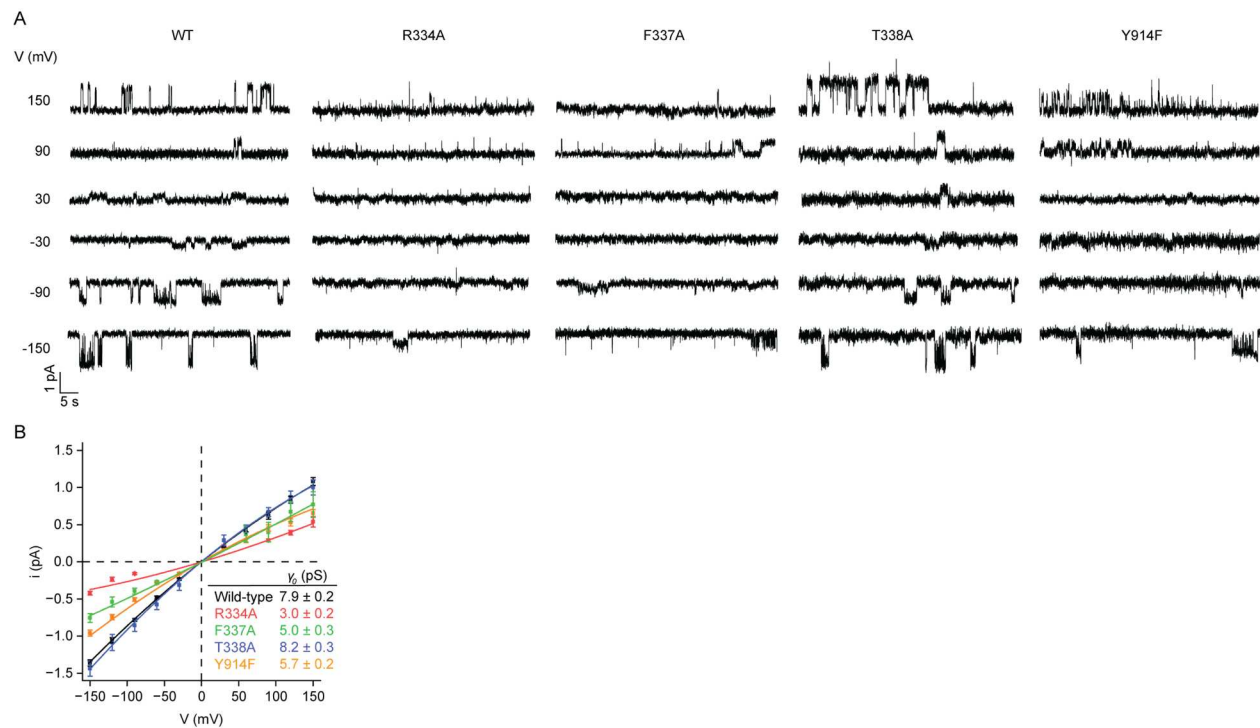 A
WT R334A F337A T338A Y914F
V (mV)
150
90
30
-30
-90
-150
1 pA
5 s
B
1.5
1.0
0.5
0.0
−0.5
−1.0
−1.5
i (pA)
γ0 (pS)
Wild-type 7.9 ± 0.2
R334A 3.0 ± 0.2
F337A 5.0 ± 0.3
T338A 8.2 ± 0.3
Y914F 5.7 ± 0.2
−150 −100 −50 0 50 100 150
V (mV)